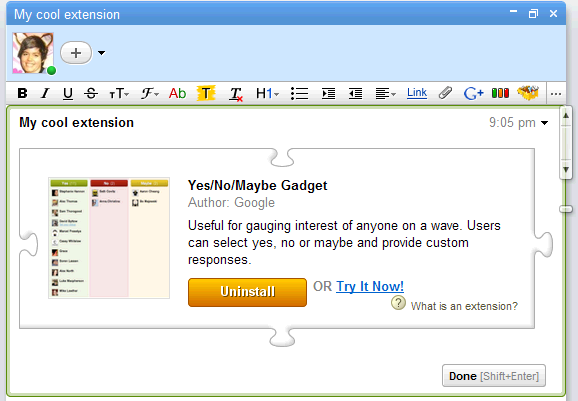 My cool extension
B I U S TT F Ab T T H1 Link G+ ...
My cool extension 9:05 pm
Yes/No/Maybe Gadget
Author: Google
Useful for gauging interest of anyone on a wave. Users
can select yes, no or maybe and provide custom
responses.
Uninstall OR Try It Now!
? What is an extension?
Done [Shift+Enter]